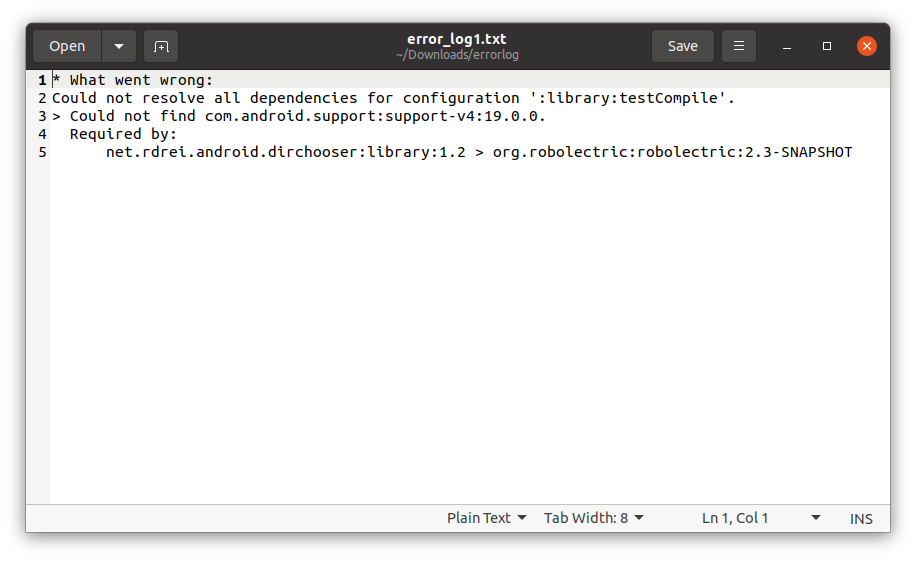 Open
error_log1.txt
~/Downloads/errorlog
Save
1 * What went wrong:
2 Could not resolve all dependencies for configuration ':library:testCompile'.
3 > Could not find com.android.support:support-v4:19.0.0.
4   Required by:
5       net.rdrei.android.dirchooser:library:1.2 > org.robolectric:robolectric:2.3-SNAPSHOT
Plain Text Tab Width: 8 Ln 1, Col 1 INS